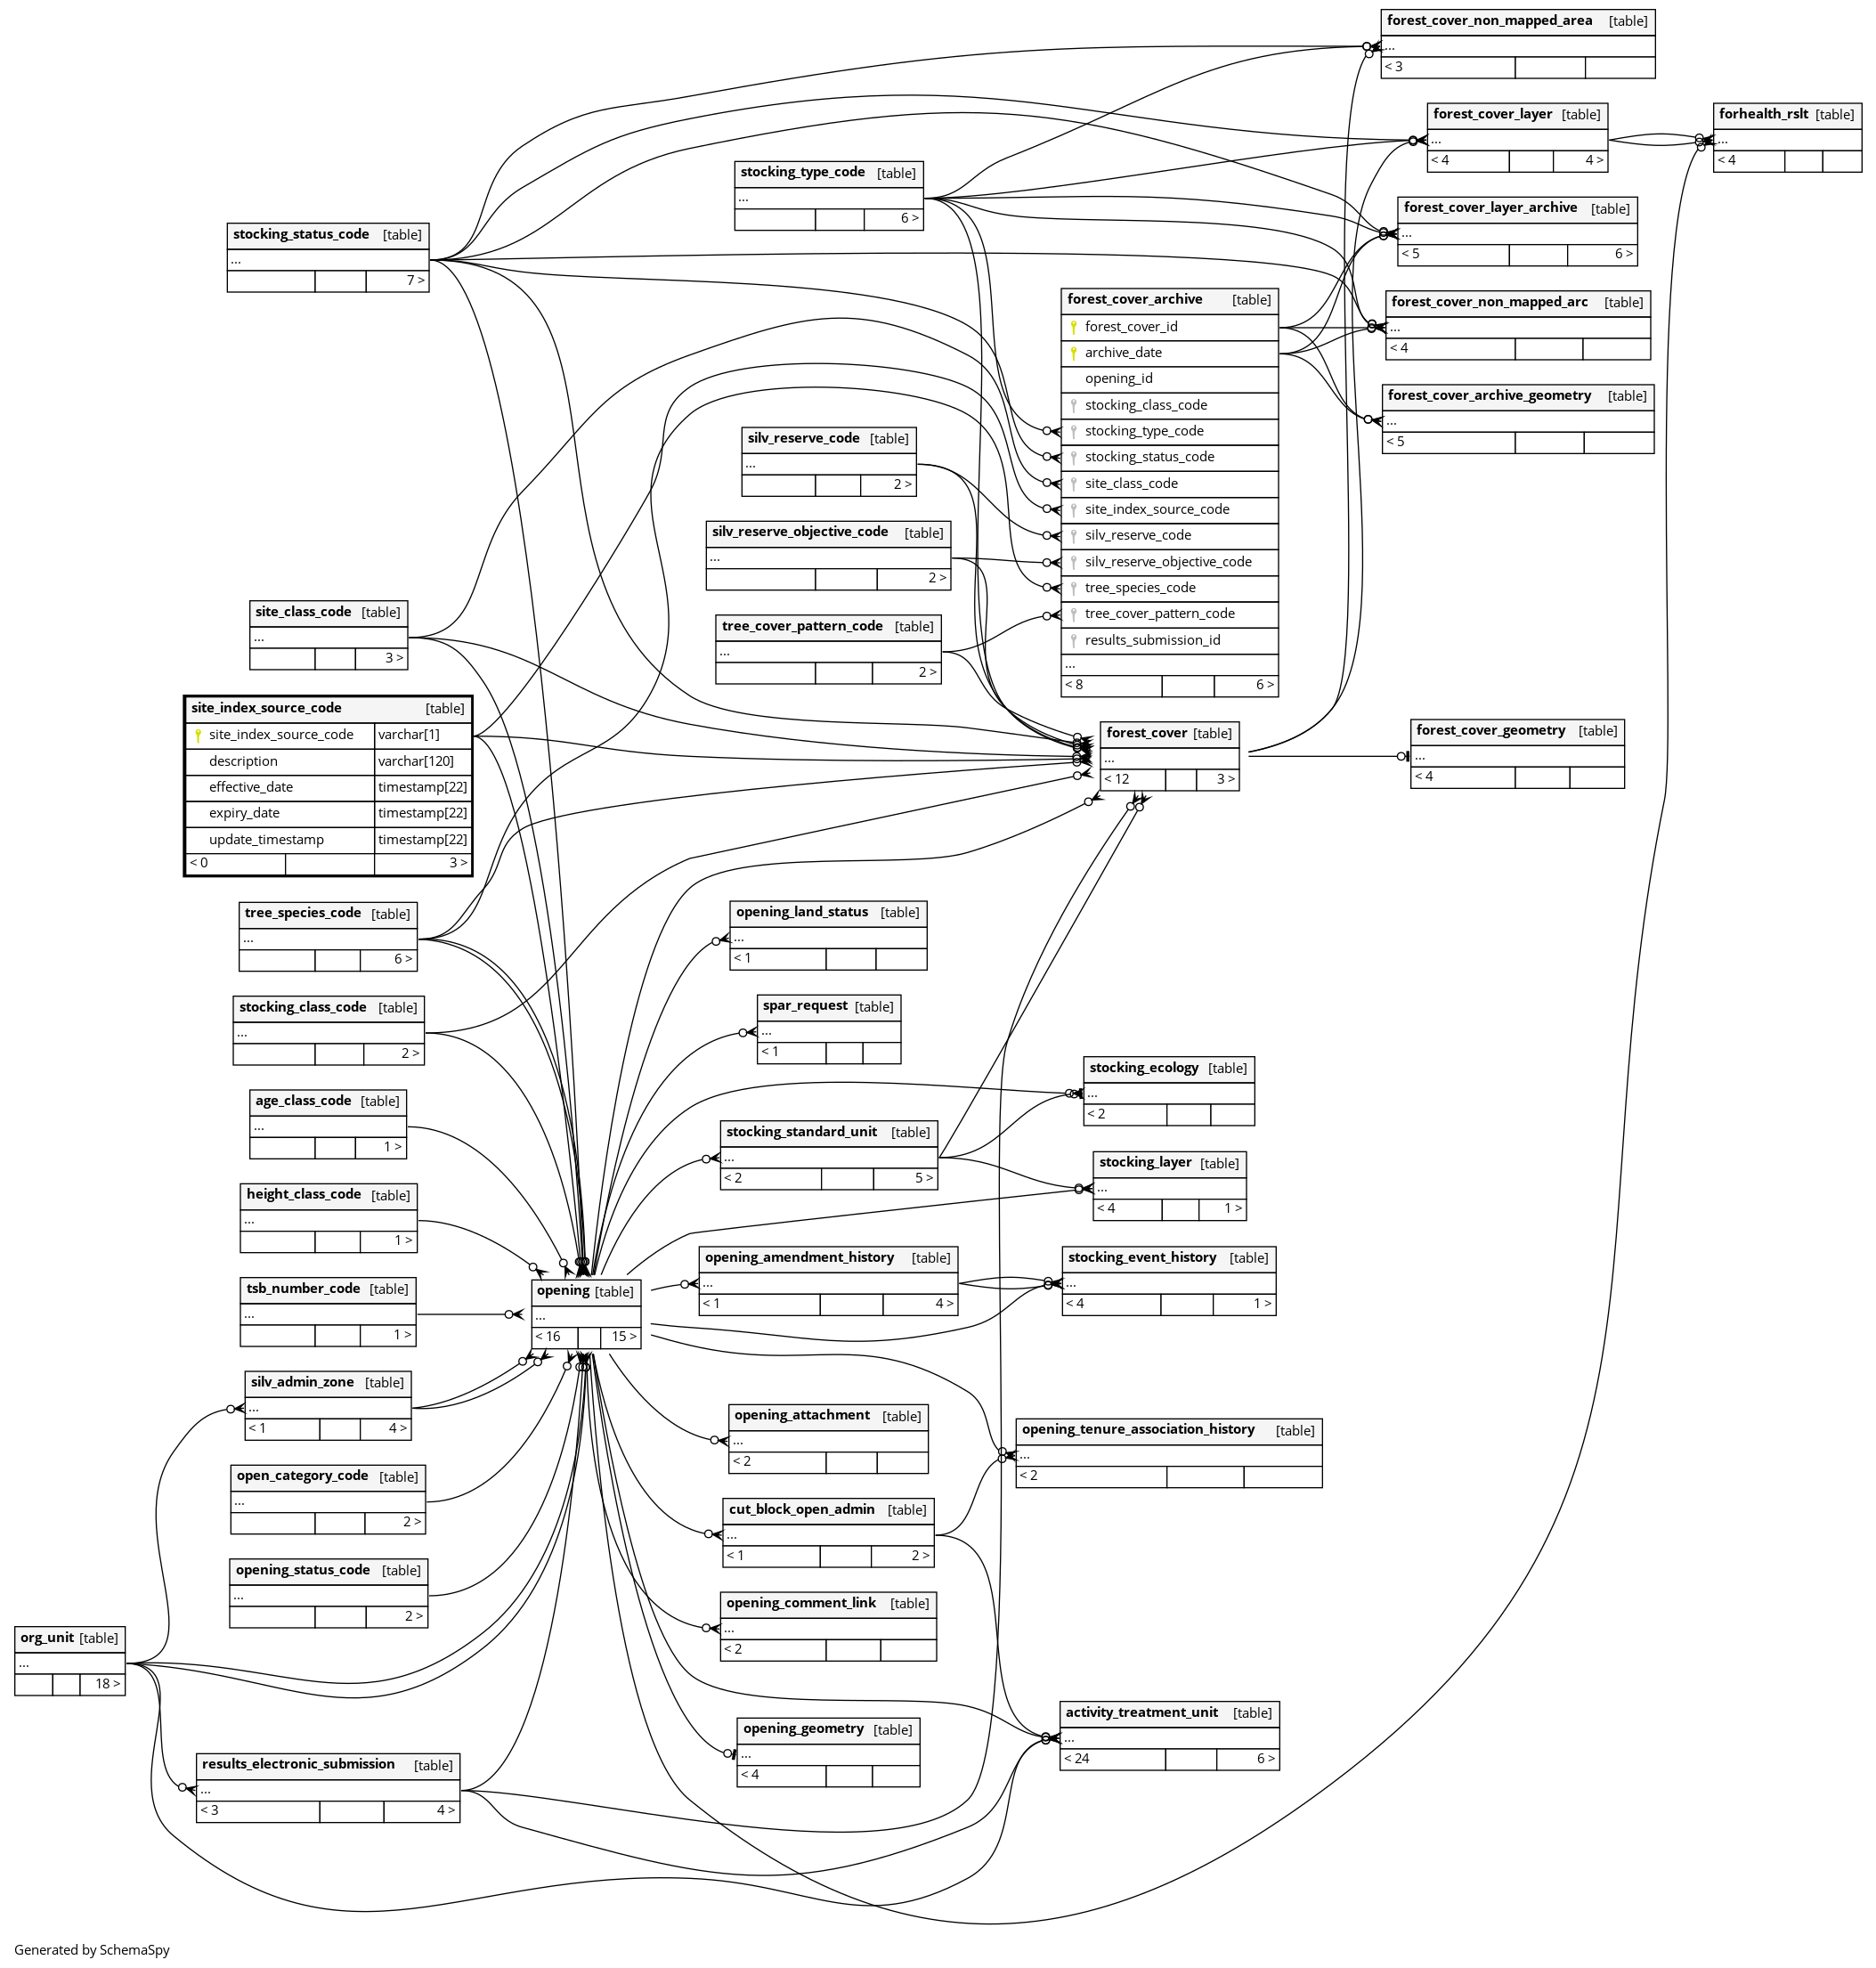 forest_cover_non_mapped_area [table]
...
< 3
forest_cover_layer [table]
...
< 4 4 >
forhealth_rslt [table]
...
< 4
stocking_type_code [table]
...
6 >
forest_cover_layer_archive [table]
...
< 5 6 >
stocking_status_code [table]
...
7 >
forest_cover_archive [table]
forest_cover_id
archive_date
opening_id
stocking_class_code
stocking_type_code
stocking_status_code
site_class_code
site_index_source_code
silv_reserve_code
silv_reserve_objective_code
tree_species_code
tree_cover_pattern_code
results_submission_id
...
< 8 6 >
forest_cover_non_mapped_arc [table]
...
< 4
forest_cover_archive_geometry [table]
...
< 5
silv_reserve_code [table]
...
2 >
silv_reserve_objective_code [table]
...
2 >
site_class_code [table]
...
3 >
tree_cover_pattern_code [table]
...
2 >
site_index_source_code [table]
site_index_source_code varchar[1]
description varchar[120]
effective_date timestamp[22]
expiry_date timestamp[22]
update_timestamp timestamp[22]
< 0 3 >
forest_cover [table]
...
< 12 3 >
forest_cover_geometry [table]
...
< 4
tree_species_code [table]
...
6 >
opening_land_status [table]
...
< 1
stocking_class_code [table]
...
2 >
spar_request [table]
...
< 1
stocking_ecology [table]
...
< 2
age_class_code [table]
...
1 >
stocking_standard_unit [table]
...
< 2 5 >
stocking_layer [table]
...
< 4 1 >
height_class_code [table]
...
1 >
opening_amendment_history [table]
...
< 1 4 >
stocking_event_history [table]
...
< 4 1 >
tsb_number_code [table]
...
1 >
opening [table]
...
< 16 15 >
silv_admin_zone [table]
...
< 1 4 >
opening_attachment [table]
...
< 2
opening_tenure_association_history [table]
...
< 2
open_category_code [table]
...
2 >
cut_block_open_admin [table]
...
< 1 2 >
opening_status_code [table]
...
2 >
opening_comment_link [table]
...
< 2
org_unit [table]
...
18 >
activity_treatment_unit [table]
...
< 24 6 >
opening_geometry [table]
...
< 4
results_electronic_submission [table]
...
< 3 4 >
Generated by SchemaSpy